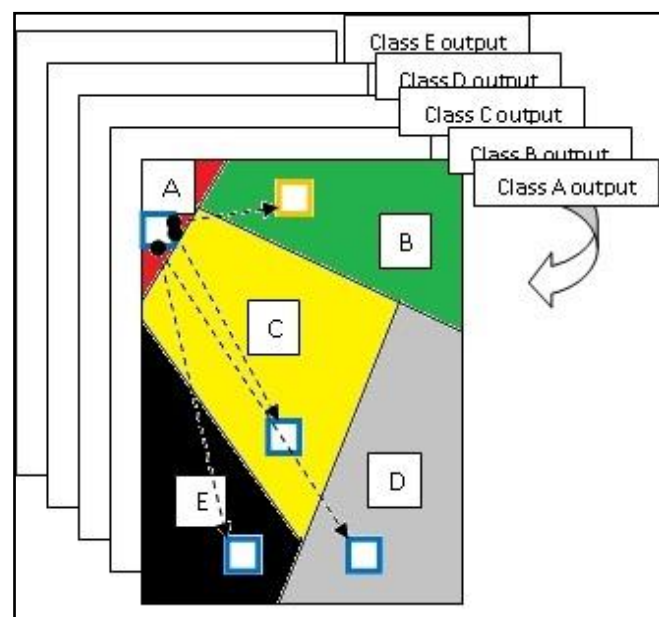 Class E output
Class D output
Class C output
Class B output
Class A output
A
B
C
D
E